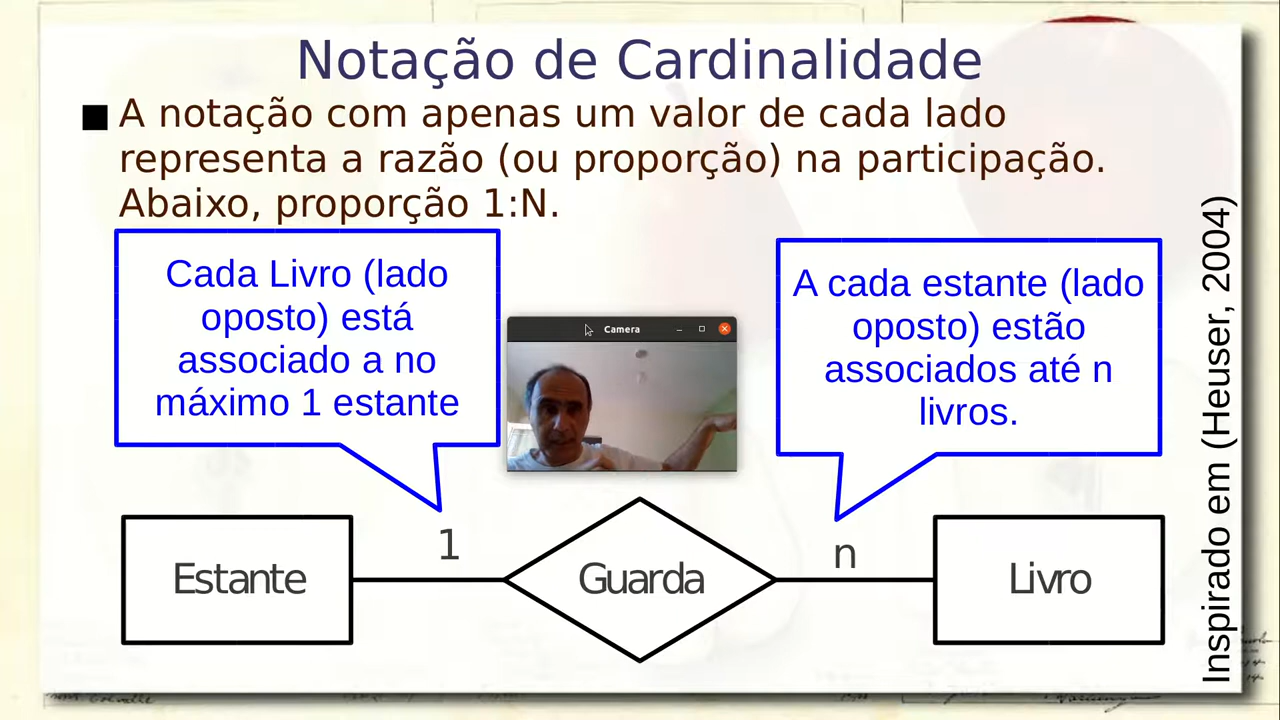 Notação de Cardinalidade
A notação com apenas um valor de cada lado
representa a razão (ou proporção) na participação.
Abaixo, proporção 1:N.
Cada Livro (lado
oposto) está
associado a no
máximo 1 estante
Camera
A cada estante (lado
oposto) estão
associados até n
livros.
1
n
Estante
Guarda
Livro
Inspirado em (Heuser, 2004)